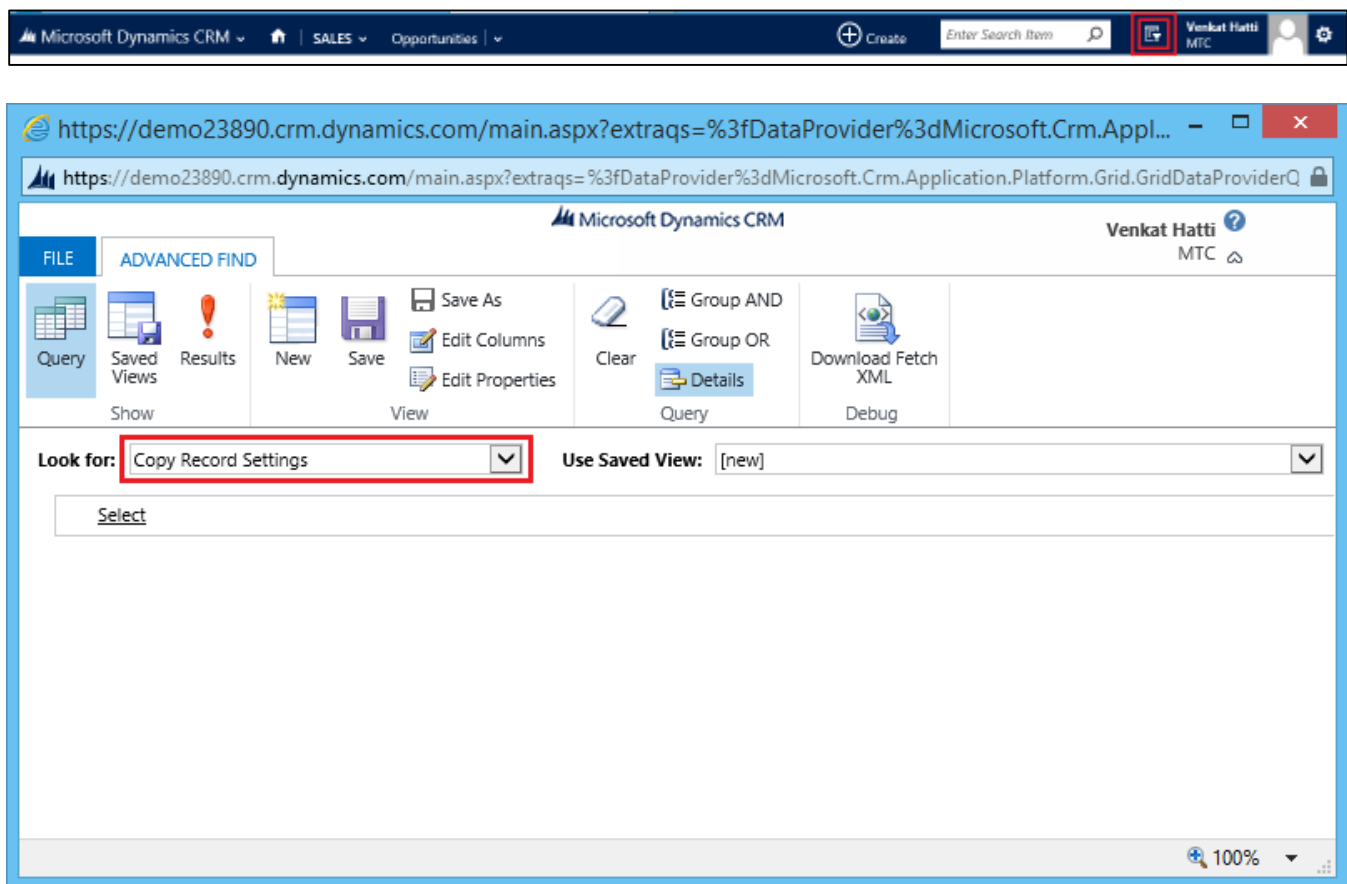 Microsoft Dynamics CRM SALES Opportunities Create Enter Search Item Venkat Hatti
MTC
https://demo23890.crm.dynamics.com/main.aspx?extraqs=%3fDataProvider%3dMicrosoft.Crm.Appl...
https://demo23890.crm.dynamics.com/main.aspx?extraqs=%3fDataProvider%3dMicrosoft.Crm.Application.Platform.Grid.GridDataProviderQ
Microsoft Dynamics CRM
Venkat Hatti
MTC
FILE ADVANCED FIND
Query
Saved
Views
Results
New
Save
Save As
Edit Columns
Edit Properties
Clear
Group AND
Group OR
Details
Download Fetch
XML
Show View Query Debug
Look for: Copy Record Settings Use Saved View: [new]
Select
100%